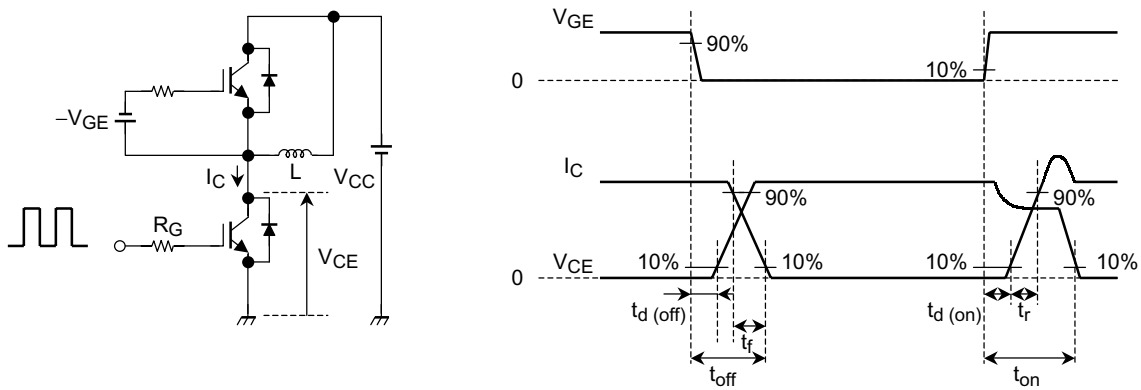 –VGE
IC
L
VCC
RG
VCE
VGE
90%
0
10%
IC
90%
90%
VCE
0
10%
10%
10%
10%
td (off)
tf
toff
td (on)
tr
ton